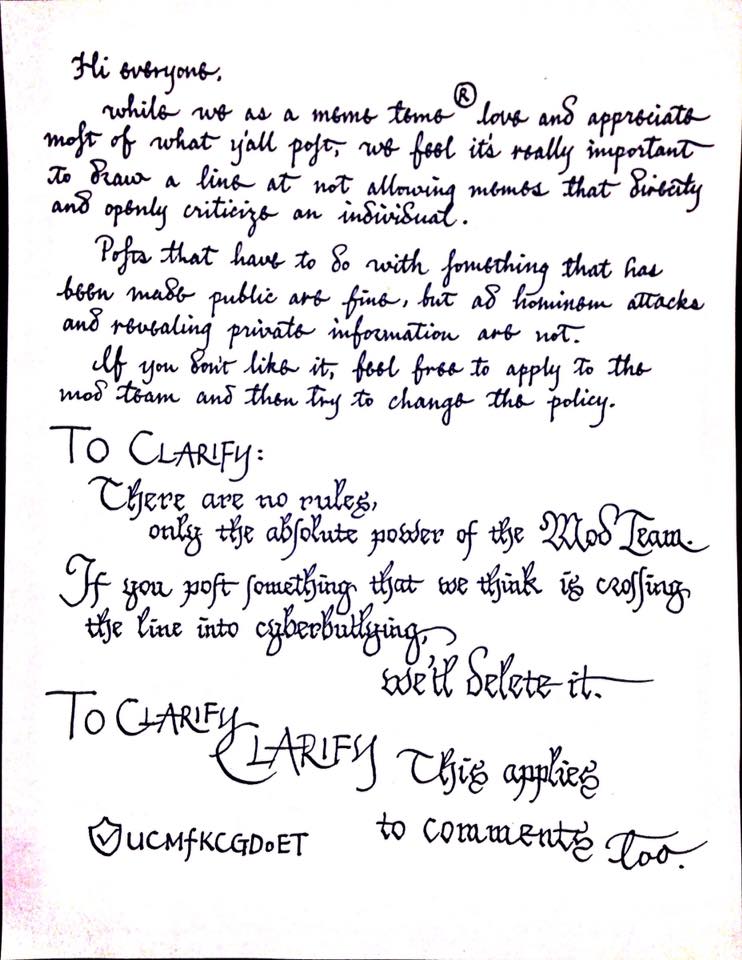 Hi everyone,
while we as a meme teme® love and appreciate
moſt of what y'all poſt, we feel it's really important
to draw a line at not allowing memes that directly
and openly criticize an individual.
Poſts that have to do with ſomething that has
been made public are fine, but ad hominem attacks
and revealing private information are not.
If you don't like it, feel free to apply to the
mod team and then try to change the policy.
To CLARIFY:
There are no rules,
only the abſolute power of the Mod Team.
If you poſt ſomething that we think is croſſing
the line into cyberbullying,
we'll delete it.
To CLARIFY
CLARIFY This applies
to comments too.
UCMfKCGDoET